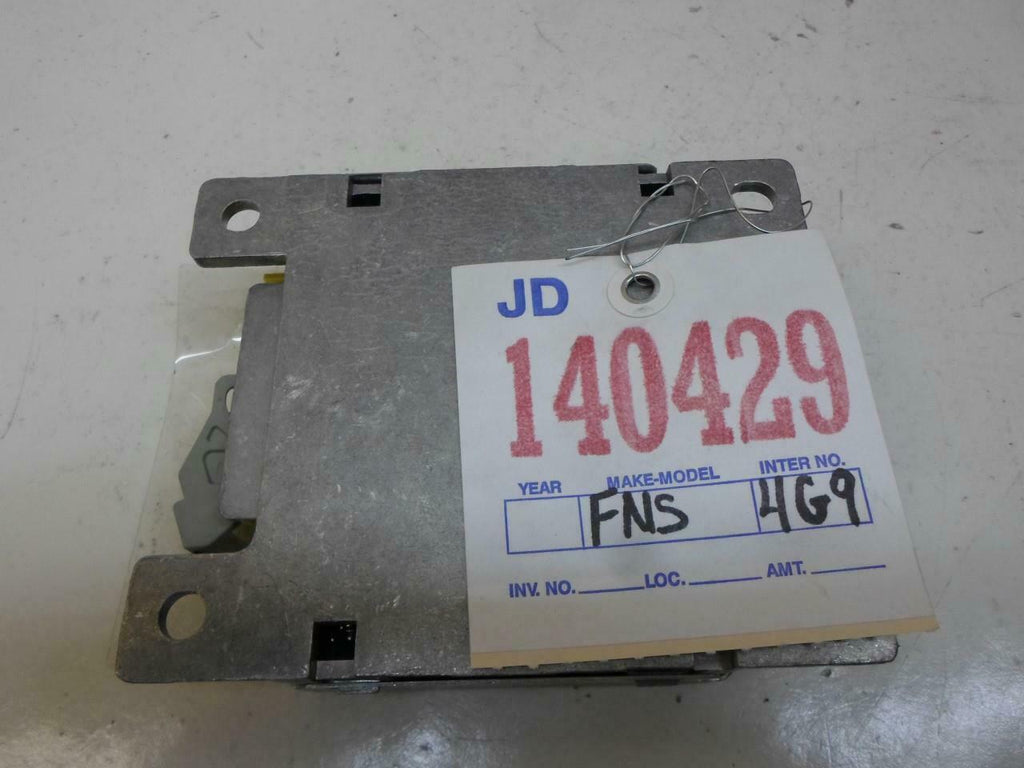 JD
140429
YEAR MAKE-MODEL INTER NO.
FNS 4G9
INV. NO. LOC. AMT.